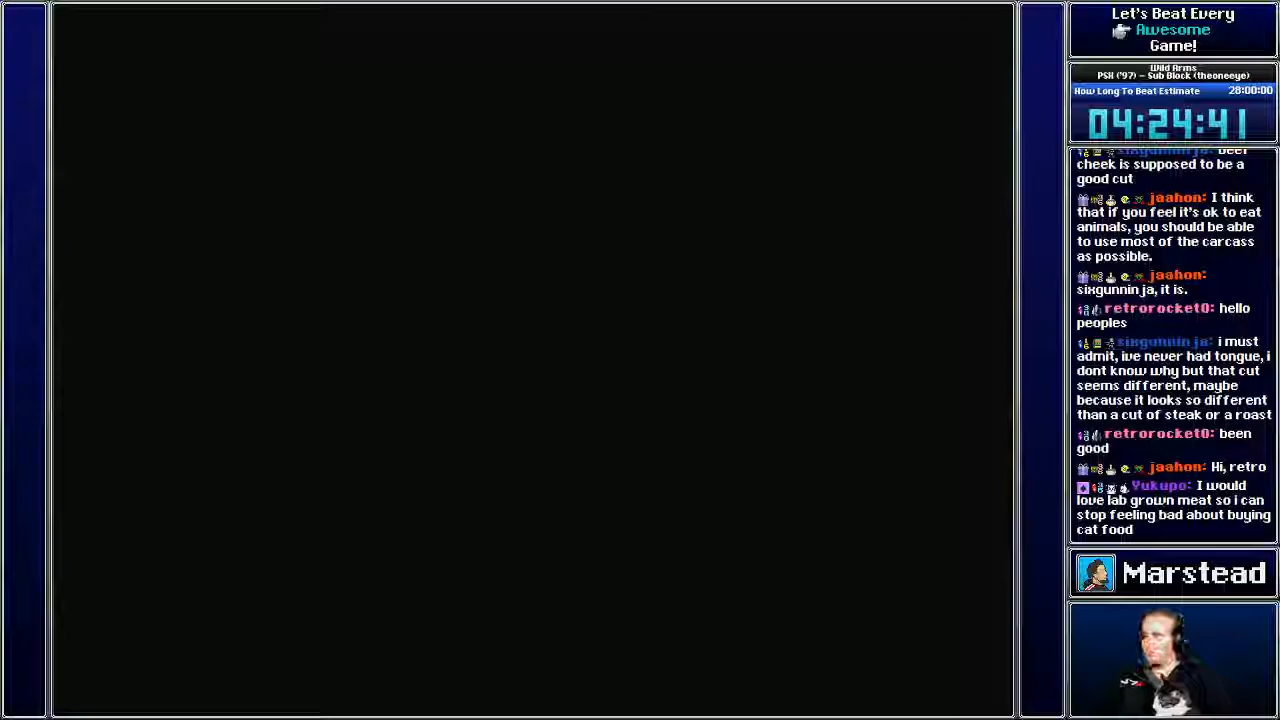 Let's Beat Every
Awesome
Game!
Wild Arms
PSX ('97) - Sub Block (theoneeye)
How Long To Beat Estimate 28:00:00
04:24:41
sixgunninja: beef
cheek is supposed to be a
good cut
jaahon: I think
that if you feel it's ok to eat
animals, you should be able
to use most of the carcass
as possible.
jaahon:
sixgunninja, it is.
retrorocket0: hello
peoples
sixgunninja: i must
admit, ive never had tongue, i
dont know why but that cut
seems different, maybe
because it looks so different
than a cut of steak or a roast
retrorocket0: been
good
jaahon: Hi, retro
Yukupo: I would
love lab grown meat so i can
stop feeling bad about buying
cat food
Marstead
N7